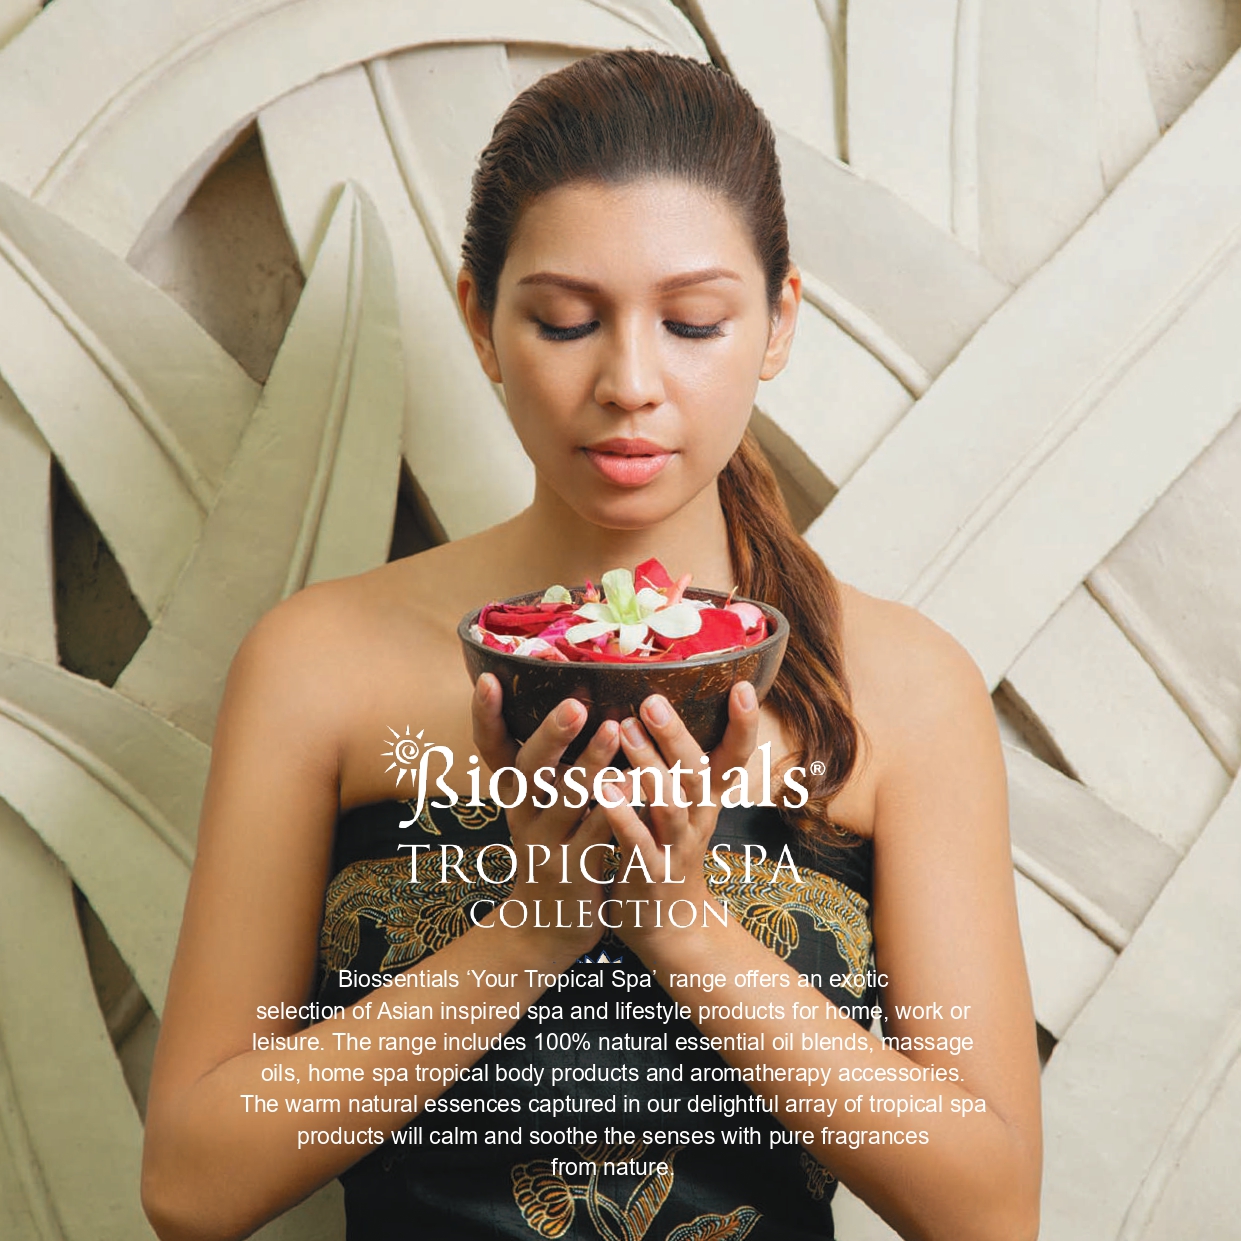 Biossentials®
TROPICAL SPA
COLLECTION
Biossentials ‘Your Tropical Spa’ range offers an exotic
selection of Asian inspired spa and lifestyle products for home, work or
leisure. The range includes 100% natural essential oil blends, massage
oils, home spa tropical body products and aromatherapy accessories.
The warm natural essences captured in our delightful array of tropical spa
products will calm and soothe the senses with pure fragrances
from nature.